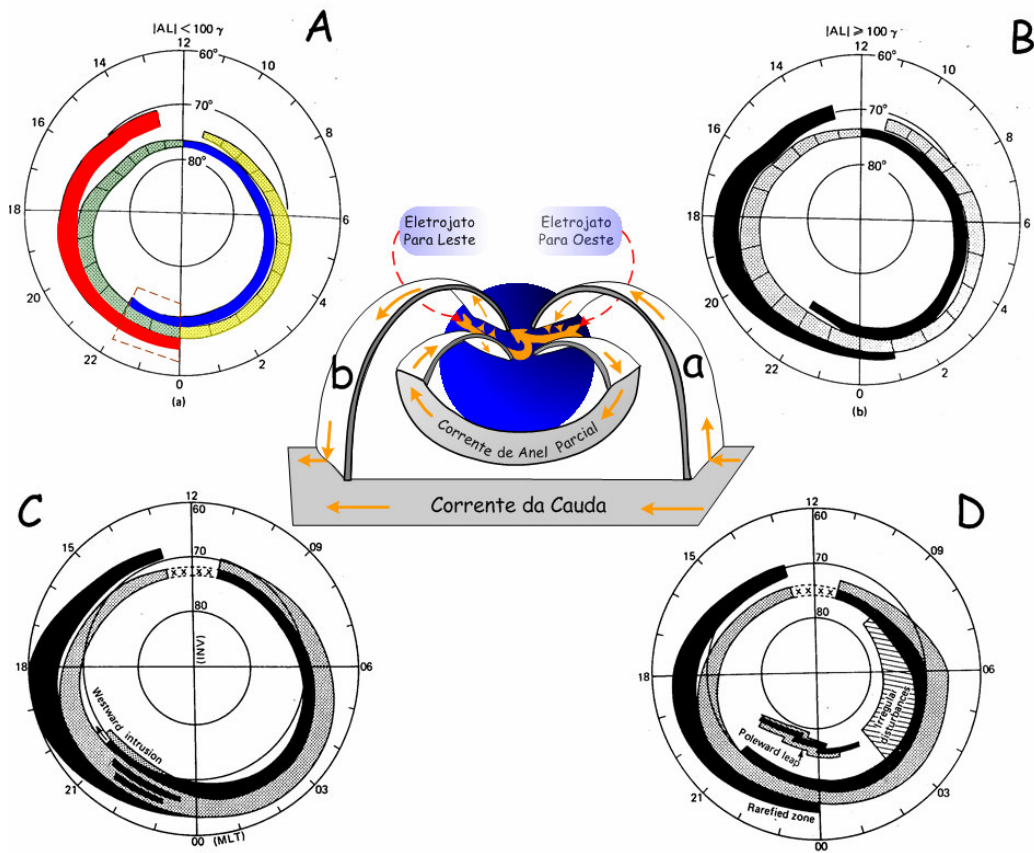 |AL| < 100 γ
A
12
60°
14
10
16
70°
8
80°
18
6
20
4
22
2
0
(a)
|AL| ⩾ 100 γ
B
12
60°
14
10
16
70°
8
80°
18
6
20
4
22
2
0
(b)
Eletrojato
Para Leste
Eletrojato
Para Oeste
b
a
Corrente de Anel Parcial
Corrente da Cauda
C
12
60
15
09
70
x x x x
80
(INV)
18
06
Westward intrusion
21
03
00
(MLT)
D
12
60
15
09
70
x x x x
80
18
06
Irregular
disturbances
Poleward leap
21
03
Rarefied zone
00